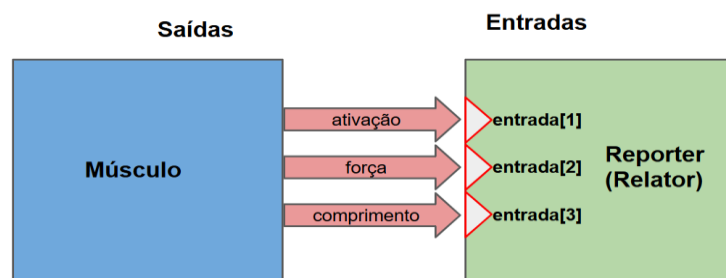 Saídas
Entradas
Músculo
ativação
força
comprimento
entrada[1]
entrada[2]
entrada[3]
Reporter
(Relator)